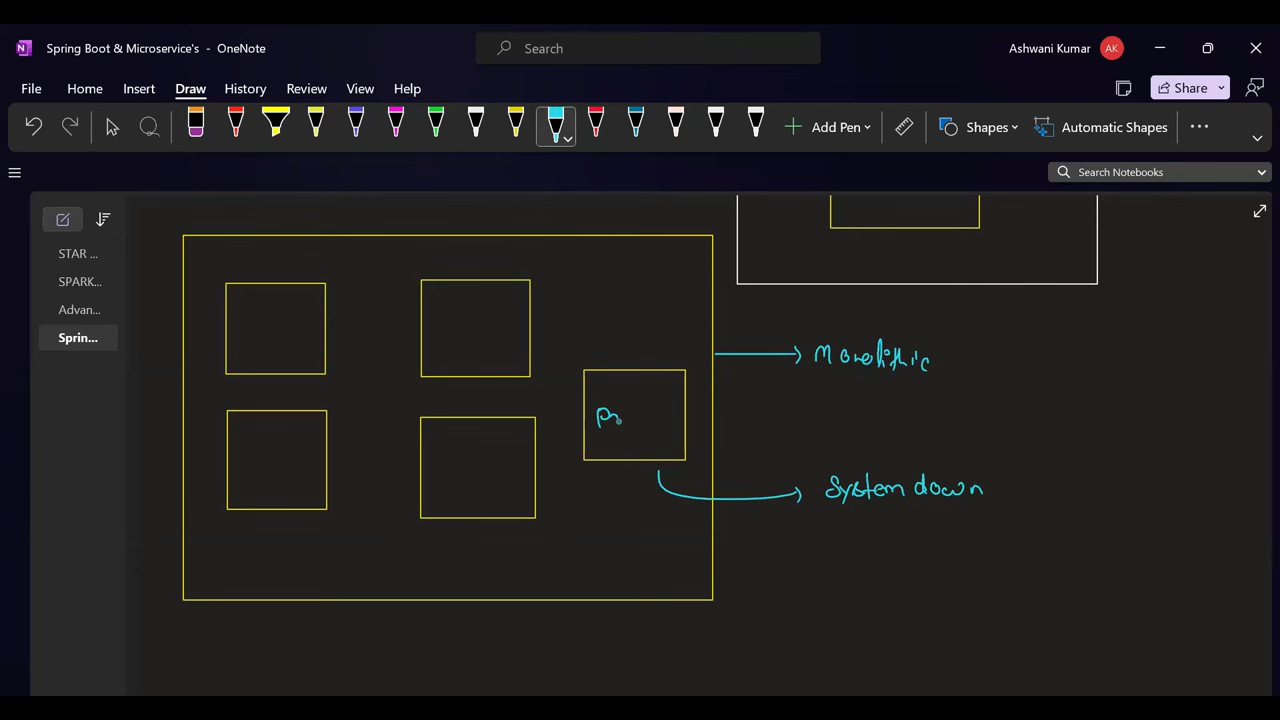 Spring Boot & Microservice's - OneNote
Search
Ashwani Kumar AK
File Home Insert Draw History Review View Help
Share
Add Pen
Shapes
Automatic Shapes
Search Notebooks
STAR ...
SPARK...
Advan...
Sprin...
Monolithic
Pr
System down